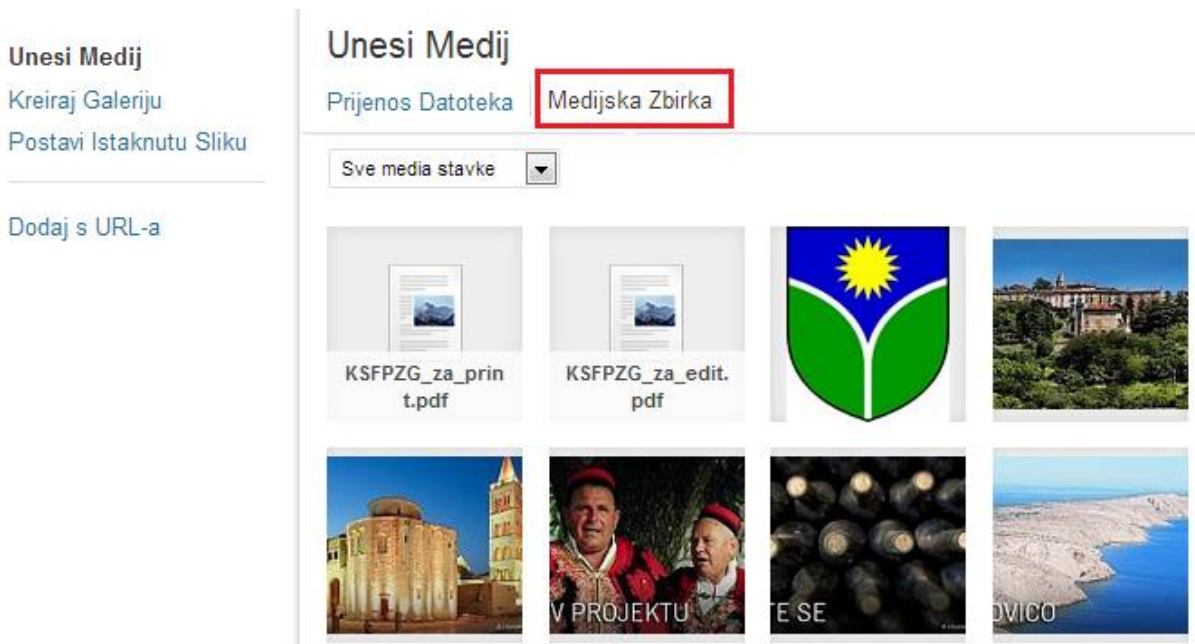 Unesi Medij
Kreiraj Galeriju
Postavi Istaknutu Sliku
Dodaj s URL-a
Unesi Medij
Prijenos Datoteka
Medijska Zbirka
Sve media stavke
KSFPZG_za_prin
t.pdf
KSFPZG_za_edit.
pdf
V PROJEKTU
TE SE
OVICO